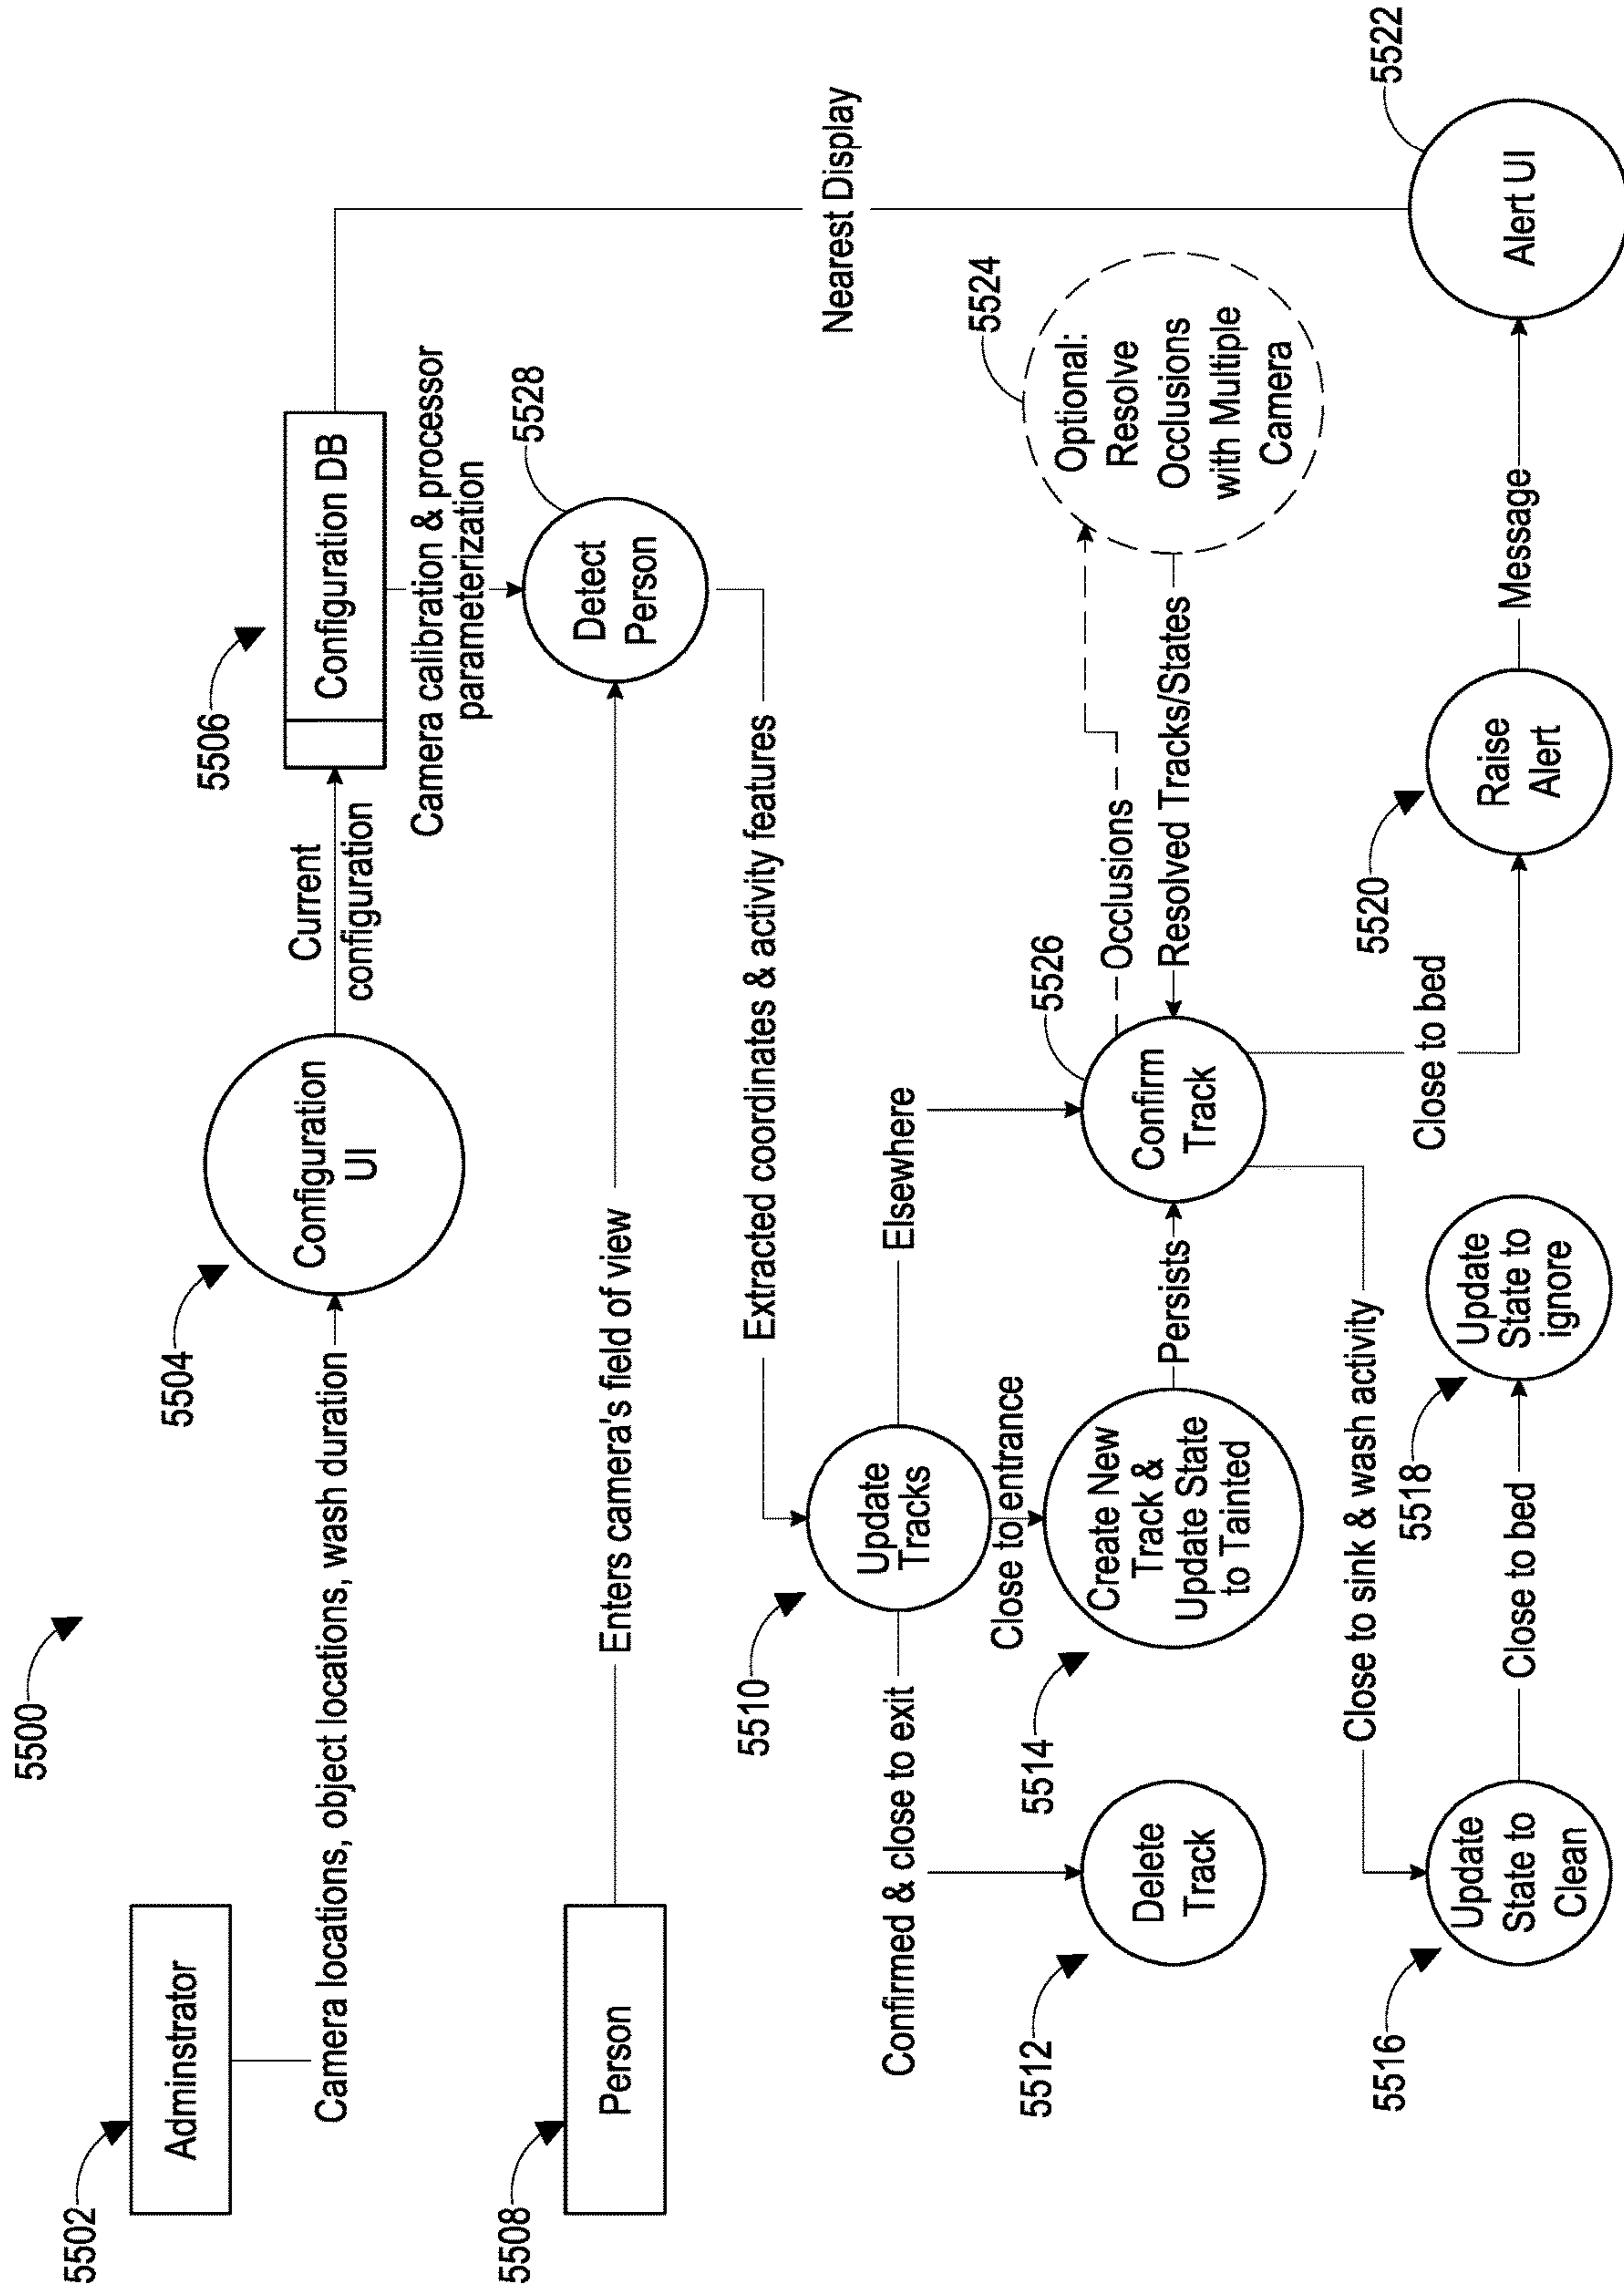 5500
5502
Adminstrator
Camera locations, object locations, wash duration
5504
Configuration
UI
Current
configuration
5506
Configuration DB
Camera calibration & processor
parameterization
5508
Person
Enters camera's field of view
5528
Detect
Person
Nearest Display
Extracted coordinates & activity features
5510
Update
Tracks
Confirmed & close to exit
Close to entrance
Elsewhere
5512
Delete
Track
5514
Create New
Track &
Update State
to Tainted
Persists
5526
Confirm
Track
Occlusions
Resolved Tracks/States
5524
Optional:
Resolve
Occlusions
with Multiple
Camera
Close to sink & wash activity
Close to bed
5516
Update
State to
Clean
Close to bed
5518
Update
State to
ignore
5520
Raise
Alert
Message
5522
Alert UI